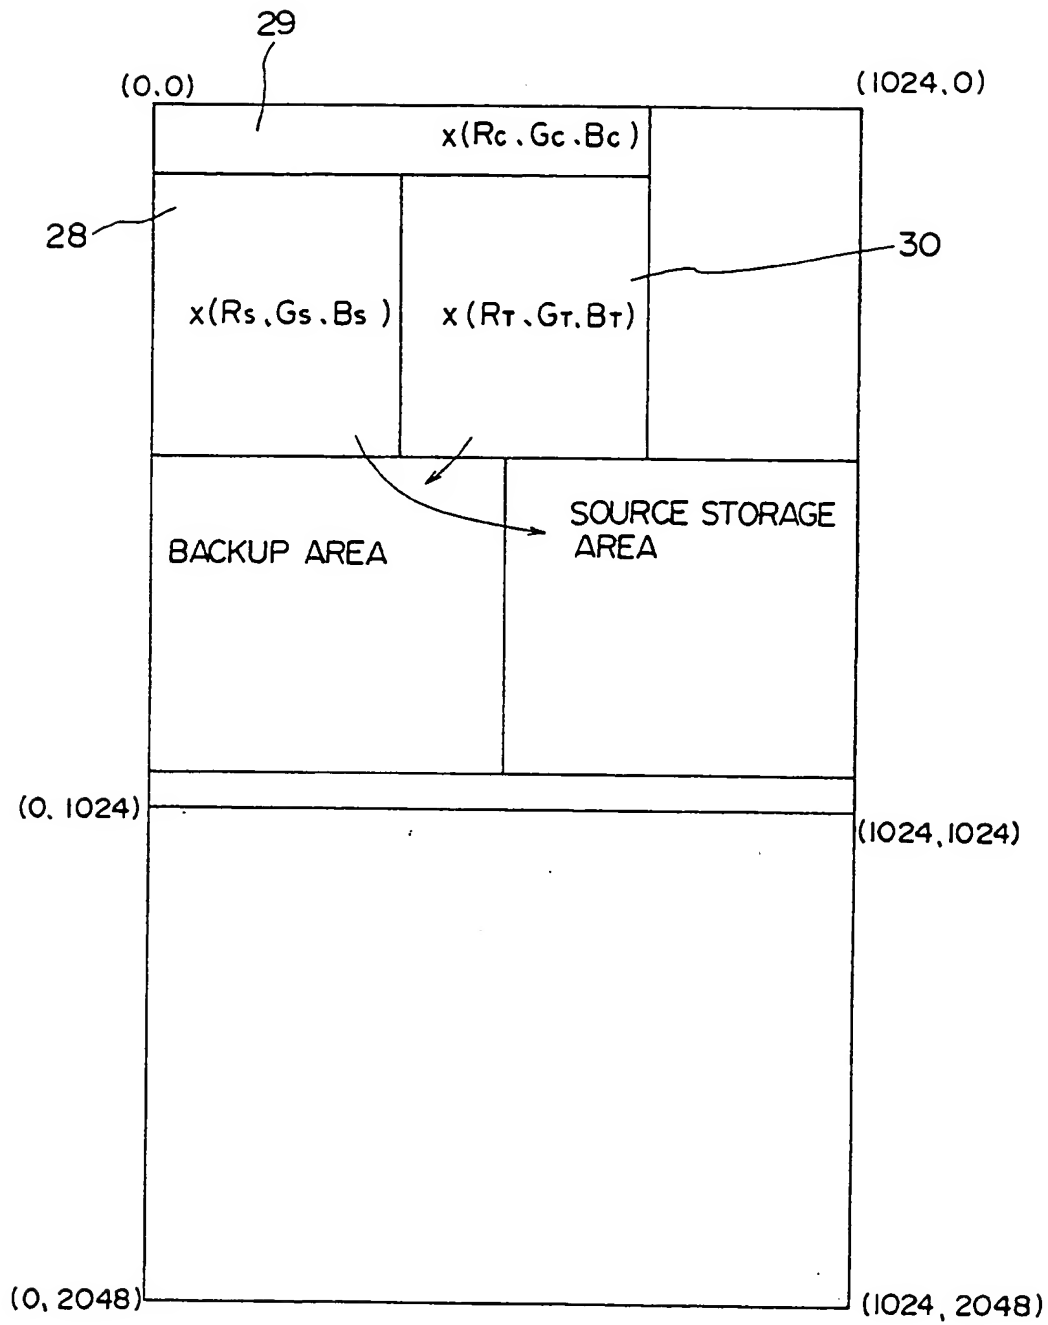 29
(0.0)
(1024.0)
x(Rc.Gc.Bc)
28
30
x(Rs.Gs.Bs)
x(RT.GT.BT)
SOURCE STORAGE
AREA
BACKUP AREA
(0.1024)
(1024,1024)
(0,2048)
(1024,2048)